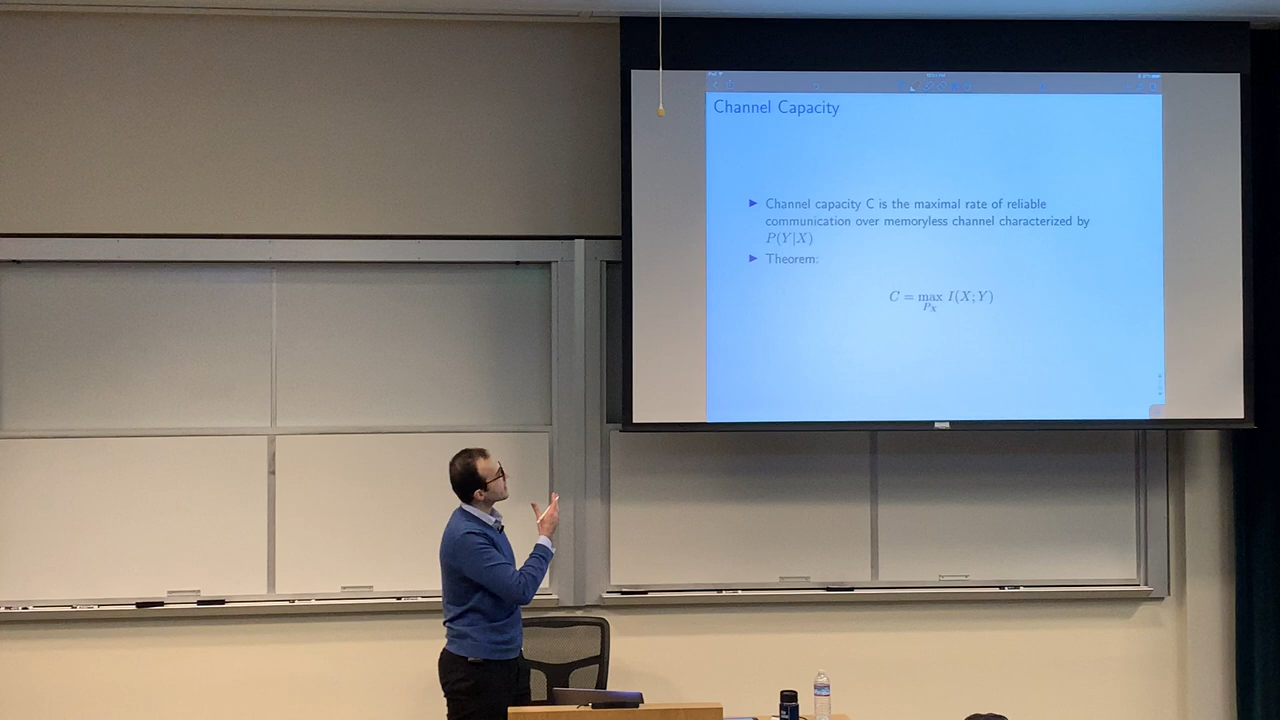 Channel Capacity
▶ Channel capacity C is the maximal rate of reliable
communication over memoryless channel characterized by
P(Y|X)
▶ Theorem:
C = max I(X; Y)
P_X